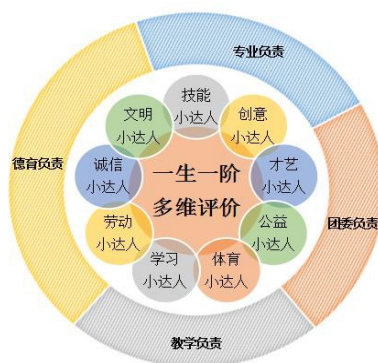 专业负责
团委负责
教学负责
德育负责
技能
小达人
创意
小达人
才艺
小达人
公益
小达人
体育
小达人
学习
小达人
劳动
小达人
诚信
小达人
文明
小达人
一生一阶
多维评价